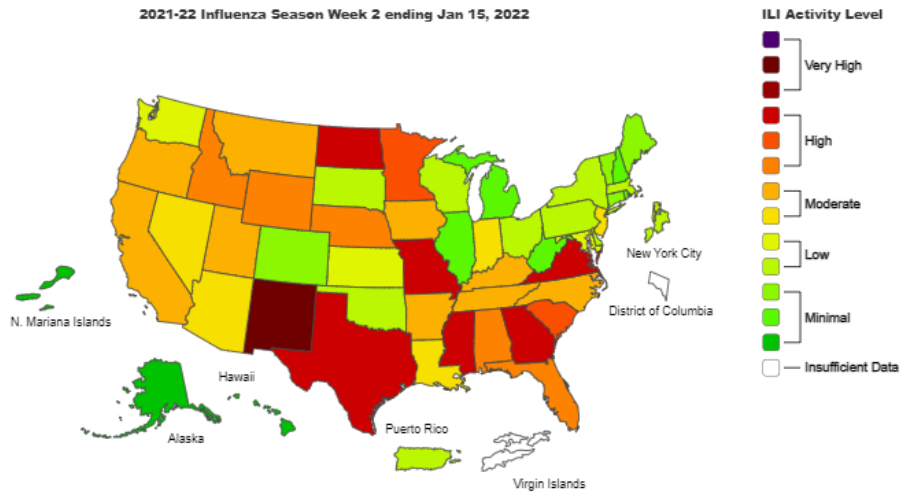 2021-22 Influenza Season Week 2 ending Jan 15, 2022
ILI Activity Level
Very High
High
Moderate
Low
Minimal
Insufficient Data
New York City
District of Columbia
N. Mariana Islands
Hawaii
Alaska
Puerto Rico
Virgin Islands